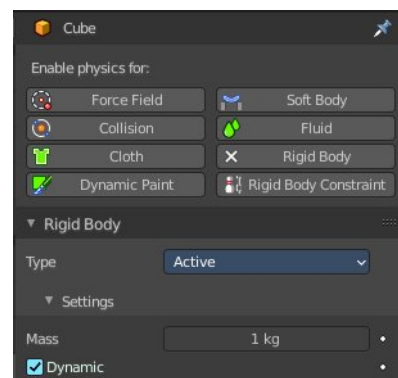 Cube
Enable physics for:
Force Field Soft Body
Collision Fluid
Cloth Rigid Body
Dynamic Paint Rigid Body Constraint
Rigid Body
Type Active
Settings
Mass 1 kg
Dynamic